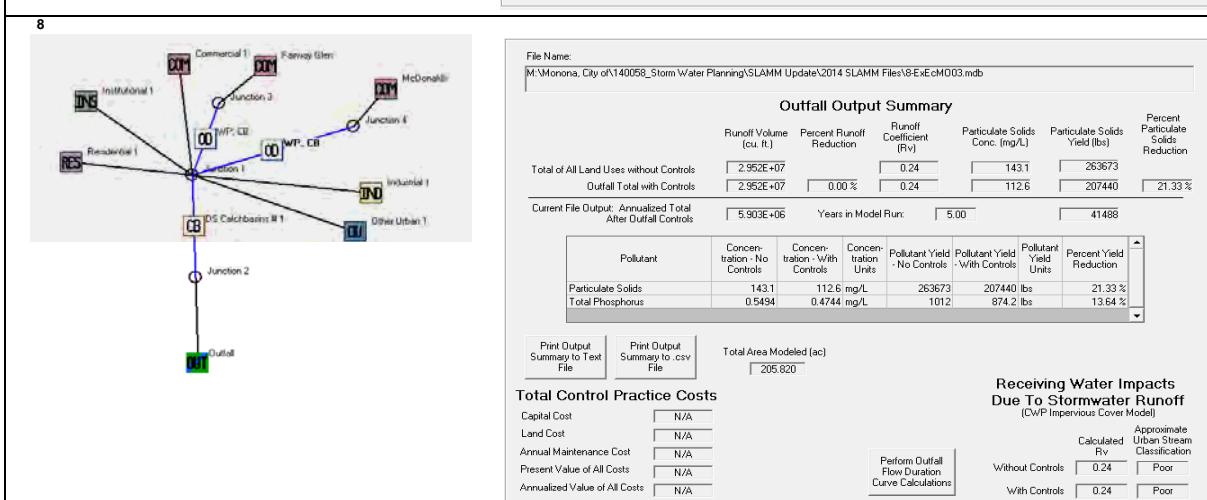 8
Commercial 1
COM
Fairway Glen
COM
McDonalds
COM
Institutional 1
INS
Junction 3
Junction 4
OD
WP, CB
OD
WP, CB
Residential 1
RES
Junction 1
Industrial 1
IND
DS Catchbasins # 1
CB
Other Urban 1
OU
Junction 2
Outfall
OUT
File Name:
M:\Monona, City of\140058_Storm Water Planning\SLAMM Update\2014 SLAMM Files\8-ExEcMO03.mdb
Outfall Output Summary
Runoff Volume (cu. ft.)
Percent Runoff Reduction
Runoff Coefficient (Rv)
Particulate Solids Conc. (mg/L)
Particulate Solids Yield (lbs)
Percent Particulate Solids Reduction
Total of All Land Uses without Controls 2.952E+07 0.24 143.1 263673
Outfall Total with Controls 2.952E+07 0.00 % 0.24 112.6 207440 21.33 %
Current File Output: Annualized Total After Outfall Controls 5.903E+06 Years in Model Run: 5.00 41488
Pollutant
Concen-tration - No Controls
Concen-tration - With Controls
Concen-tration Units
Pollutant Yield - No Controls
Pollutant Yield - With Controls
Pollutant Yield Units
Percent Yield Reduction
Particulate Solids 143.1 112.6 mg/L 263673 207440 lbs 21.33 %
Total Phosphorus 0.5494 0.4744 mg/L 1012 874.2 lbs 13.64 %
Print Output Summary to Text File
Print Output Summary to .csv File
Total Area Modeled (ac)
205.820
Total Control Practice Costs
Capital Cost N/A
Land Cost N/A
Annual Maintenance Cost N/A
Present Value of All Costs N/A
Annualized Value of All Costs N/A
Perform Outfall Flow Duration Curve Calculations
Receiving Water Impacts
Due To Stormwater Runoff
(CWP Impervious Cover Model)
Calculated Rv
Approximate Urban Stream Classification
Without Controls 0.24 Poor
With Controls 0.24 Poor